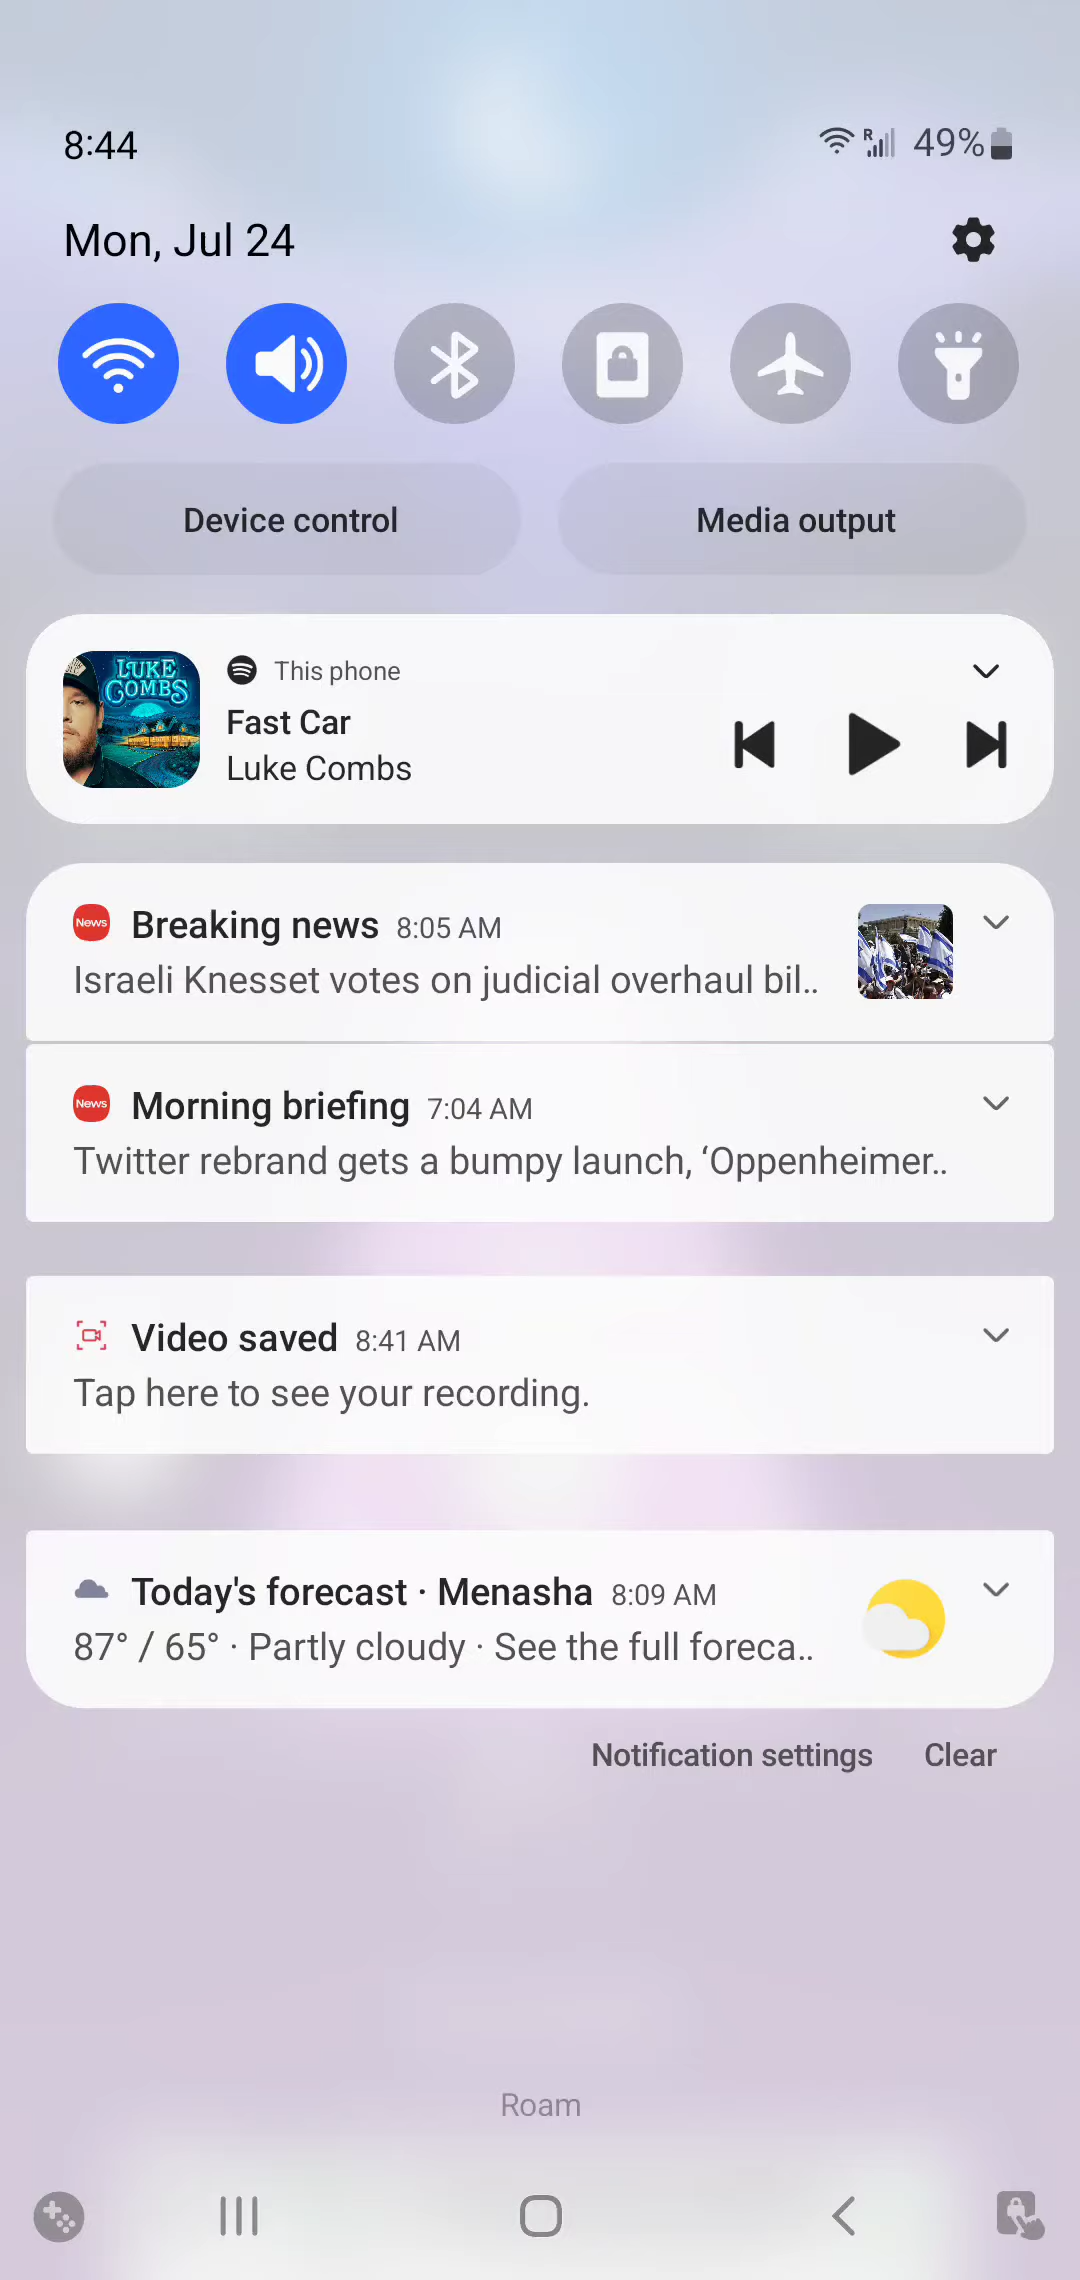 8:44
R 49%
Mon, Jul 24
Device control
Media output
LUKE
COMBS
This phone
Fast Car
Luke Combs
News Breaking news 8:05 AM
Israeli Knesset votes on judicial overhaul bil..
News Morning briefing 7:04 AM
Twitter rebrand gets a bumpy launch, ‘Oppenheimer..
Video saved 8:41 AM
Tap here to see your recording.
Today's forecast · Menasha 8:09 AM
87° / 65° · Partly cloudy · See the full foreca..
Notification settings
Clear
Roam